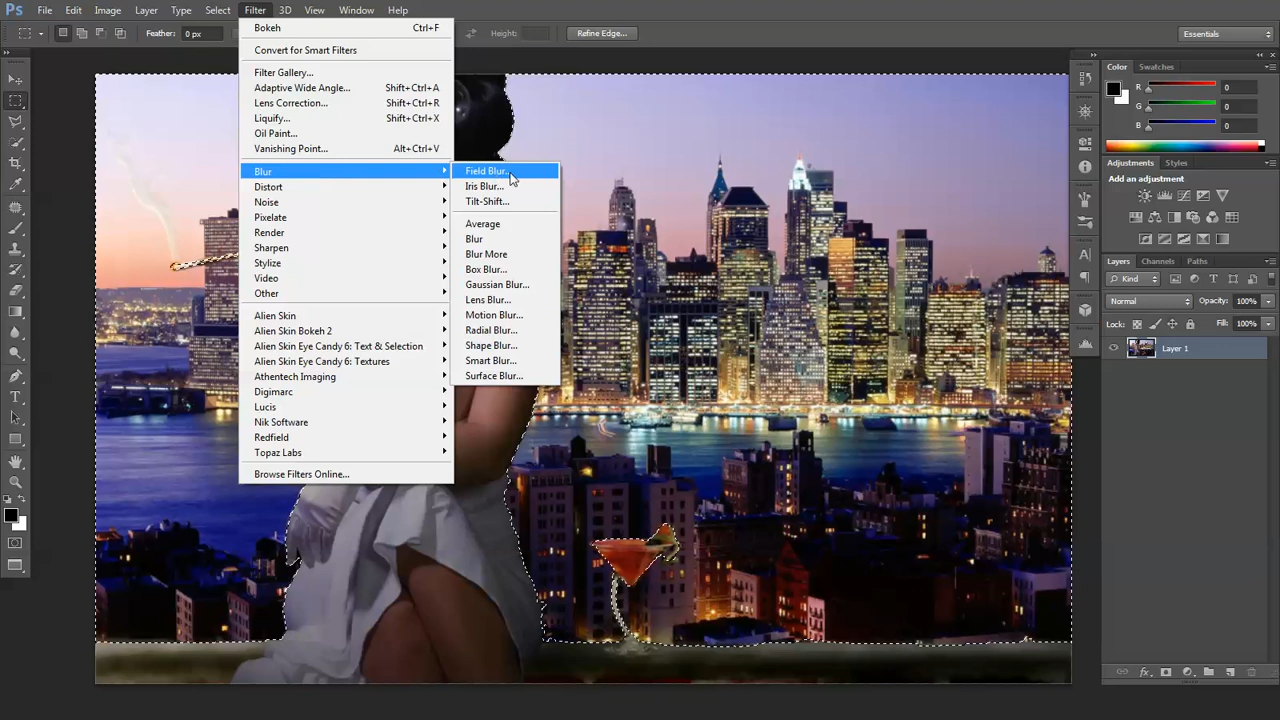 Ps File Edit Image Layer Type Select Filter 3D View Window Help
Feather: 0 px
Height:
Refine Edge...
Essentials
Bokeh Ctrl+F
Convert for Smart Filters
Filter Gallery...
Adaptive Wide Angle... Shift+Ctrl+A
Lens Correction... Shift+Ctrl+R
Liquify... Shift+Ctrl+X
Oil Paint...
Vanishing Point... Alt+Ctrl+V
Blur
Distort
Noise
Pixelate
Render
Sharpen
Stylize
Video
Other
Alien Skin
Alien Skin Bokeh 2
Alien Skin Eye Candy 6: Text & Selection
Alien Skin Eye Candy 6: Textures
Athentech Imaging
Digimarc
Lucis
Nik Software
Redfield
Topaz Labs
Browse Filters Online...
Field Blur...
Iris Blur...
Tilt-Shift...
Average
Blur
Blur More
Box Blur...
Gaussian Blur...
Lens Blur...
Motion Blur...
Radial Blur...
Shape Blur...
Smart Blur...
Surface Blur...
Color Swatches
R 0
G 0
B 0
Adjustments Styles
Add an adjustment
Layers Channels Paths
Kind
Normal Opacity: 100%
Lock: Fill: 100%
Layer 1